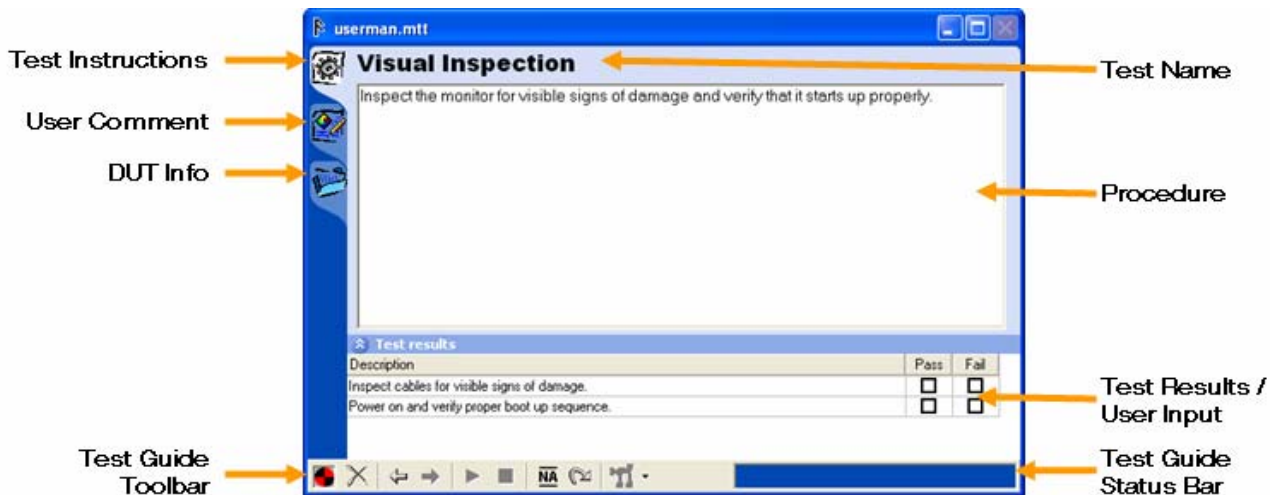 userman.mtt
Test Instructions
Visual Inspection
Test Name
Inspect the monitor for visible signs of damage and verify that it starts up properly.
User Comment
DUT Info
Procedure
Test results
Description Pass Fail
Inspect cables for visible signs of damage.
Power on and verify proper boot up sequence.
Test Results /
User Input
Test Guide
Toolbar
NA
Test Guide
Status Bar